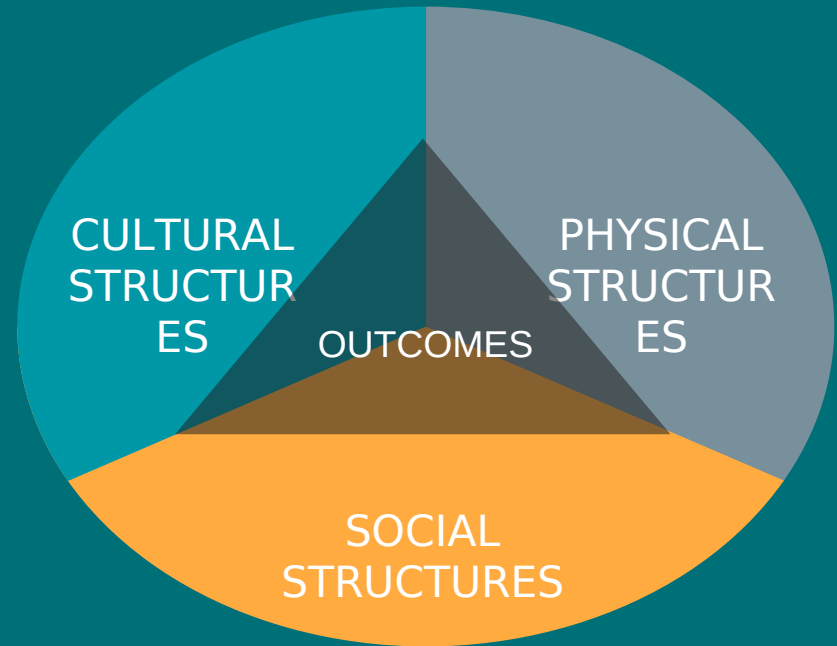 CULTURAL
STRUCTUR
ES
PHYSICAL
STRUCTUR
ES
OUTCOMES
SOCIAL
STRUCTURES